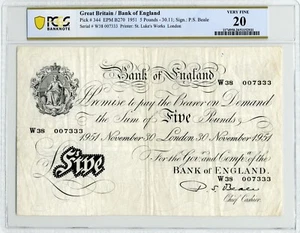 PCGS BANKNOTE
Great Britain / Bank of England
Pick # 344 EPM B270 1951 5 Pounds - 30.11; Sign.: P.S. Beale
Serial # W38 007333 Printer: St. Luke's Works London
VERY FINE
20
Bank of England
W38 007333
I Promise to pay the Bearer on Demand
the Sum of Five Pounds
W38 007333
1951 November 30 London 30 November 1951
For the Gov: and Comp: of the
BANK OF ENGLAND.
Five
P S Beale
Chief Cashier